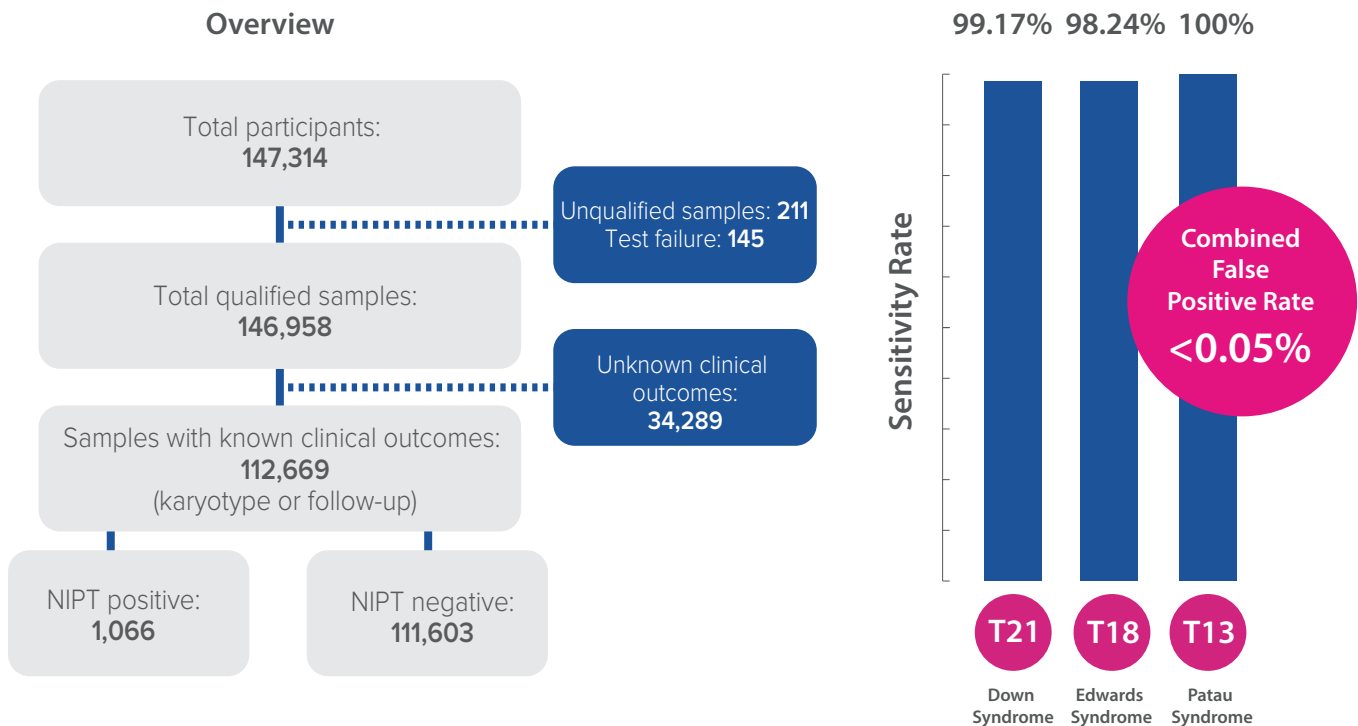 Overview
Total participants:
147,314
Unqualified samples: 211
Test failure: 145
Total qualified samples:
146,958
Unknown clinical
outcomes:
34,289
Samples with known clinical outcomes:
112,669
(karyotype or follow-up)
NIPT positive:
1,066
NIPT negative:
111,603
99.17% 98.24% 100%
Sensitivity Rate
Combined
False
Positive Rate
<0.05%
T21
T18
T13
Down
Syndrome
Edwards
Syndrome
Patau
Syndrome